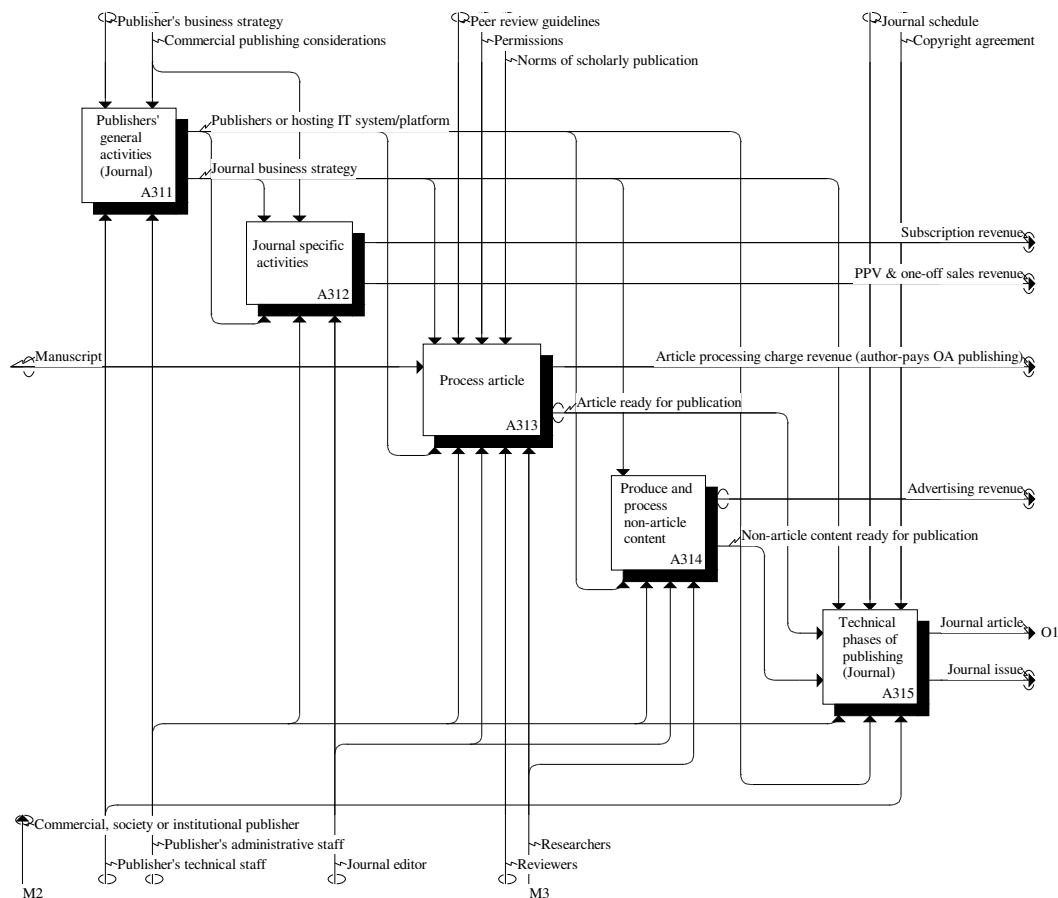 Publisher's business strategy
Commercial publishing considerations
Peer review guidelines
Permissions
Norms of scholarly publication
Journal schedule
Copyright agreement
Publishers'
general
activities
(Journal)
A311
Publishers or hosting IT system/platform
Journal business strategy
Journal specific
activities
A312
Subscription revenue
PPV & one-off sales revenue
Manuscript
Process article
A313
Article processing charge revenue (author-pays OA publishing)
Article ready for publication
Produce and
process
non-article
content
A314
Advertising revenue
Non-article content ready for publication
Technical
phases of
publishing
(Journal)
A315
Journal article
O1
Journal issue
Commercial, society or institutional publisher
Publisher's administrative staff
Publisher's technical staff
Journal editor
Researchers
Reviewers
M2
M3